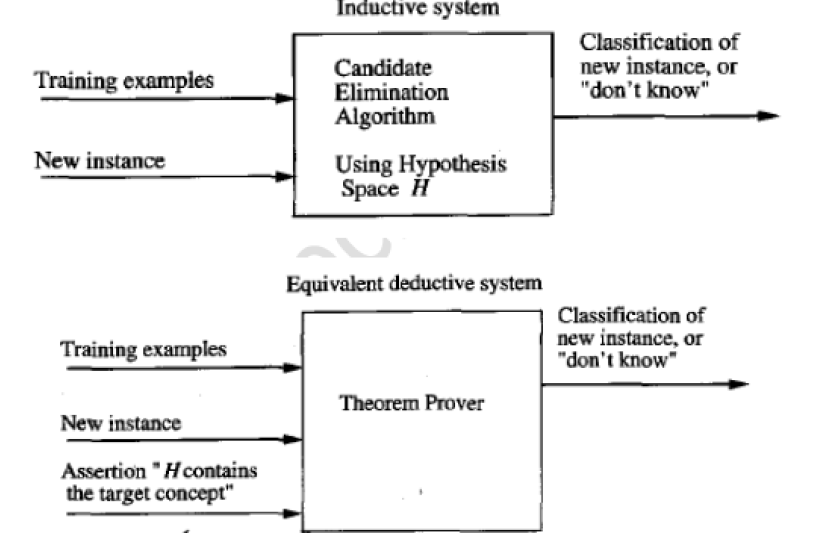 Inductive system
Classification of
new instance, or
"don't know"
Training examples
Candidate
Elimination
Algorithm
New instance
Using Hypothesis
Space H
Equivalent deductive system
Classification of
new instance, or
"don't know"
Training examples
Theorem Prover
New instance
Assertion "H contains
the target concept"